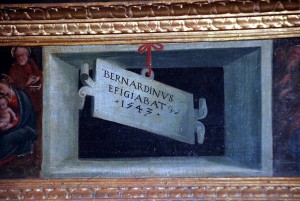 BERNARDINVS
EFIGIABAT
·1543·